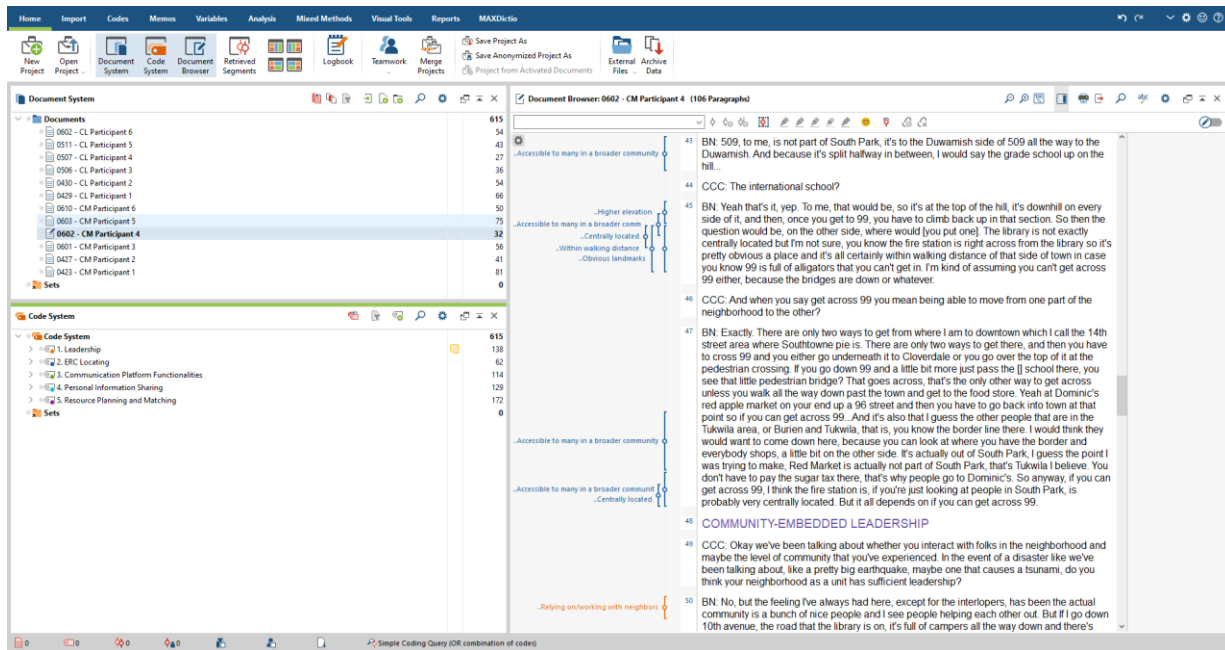 Home Import Codes Memos Variables Analysis Mixed Methods Visual Tools Reports MAXDictio
New Project
Open Project
Document System
Code System
Document Browser
Retrieved Segments
Logbook
Teamwork
Merge Projects
Save Project As
Save Anonymized Project As
Project from Activated Documents
External Files
Archive Data
Document System
Documents 615
0602 - CL Participant 6 54
0511 - CL Participant 5 43
0507 - CL Participant 4 27
0506 - CL Participant 3 36
0430 - CL Participant 2 54
0429 - CL Participant 1 66
0610 - CM Participant 6 50
0603 - CM Participant 5 75
0602 - CM Participant 4 32
0601 - CM Participant 3 56
0427 - CM Participant 2 41
0423 - CM Participant 1 81
Sets 0
Code System
Code System 615
1. Leadership 138
2. ERC Locating 62
3. Communication Platform Functionalities 114
4. Personal Information Sharing 129
5. Resource Planning and Matching 172
Sets 0
Document Browser: 0602 - CM Participant 4 (106 Paragraphs)
..Accessible to many in a broader community
43 BN: 509, to me, is not part of South Park, it's to the Duwamish side of 509 all the way to the
Duwamish. And because it's split halfway in between, I would say the grade school up on the
hill...
44 CCC: The international school?
..Higher elevation
..Accessible to many in a broader comm
..Centrally located
..Within walking distance
..Obvious landmarks
45 BN: Yeah that's it, yep. To me, that would be, so it's at the top of the hill, it's downhill on every
side of it, and then, once you get to 99, you have to climb back up in that section. So then the
question would be, on the other side, where would [you put one]. The library is not exactly
centrally located but I'm not sure, you know the fire station is right across from the library so it's
pretty obvious a place and it's all certainly within walking distance of that side of town in case
you know 99 is full of alligators that you can't get in. I'm kind of assuming you can't get across
99 either, because the bridges are down or whatever.
46 CCC: And when you say get across 99 you mean being able to move from one part of the
neighborhood to the other?
47 BN: Exactly. There are only two ways to get from where I am to downtown which I call the 14th
street area where Southtowne pie is. There are only two ways to get there, and then you have
to cross 99 and you either go underneath it to Cloverdale or you go over the top of it at the
pedestrian crossing. If you go down 99 and a little bit more just pass the [] school there, you
see that little pedestrian bridge? That goes across, that's the only other way to get across
unless you walk all the way down past the town and get to the food store. Yeah at Dominic's
red apple market on your end up a 96 street and then you have to go back into town at that
point so if you can get across 99...And it's also that I guess the other people that are in the
Tukwila area, or Burien and Tukwila, that is, you know the border line there. I would think they
would want to come down here, because you can look at where you have the border and
everybody shops, a little bit on the other side. It's actually out of South Park, I guess the point I
was trying to make, Red Market is actually not part of South Park, that's Tukwila I believe. You
don't have to pay the sugar tax there, that's why people go to Dominic's. So anyway, if you can
get across 99, I think the fire station is, if you're just looking at people in South Park, is
probably very centrally located. But it all depends on if you can get across 99.
..Accessible to many in a broader community
..Accessible to many in a broader communit
..Centrally located
48 COMMUNITY-EMBEDDED LEADERSHIP
49 CCC: Okay we've been talking about whether you interact with folks in the neighborhood and
maybe the level of community that you've experienced. In the event of a disaster like we've
been talking about, like a pretty big earthquake, maybe one that causes a tsunami, do you
think your neighborhood as a unit has sufficient leadership?
..Relying on/working with neighbors
50 BN: No, but the feeling I've always had here, except for the interlopers, has been the actual
community is a bunch of nice people and I see people helping each other out. But If I go down
10th avenue, the road that the library is on, it's full of campers all the way down and there's
0 0 0 0 Simple Coding Query (OR combination of codes)